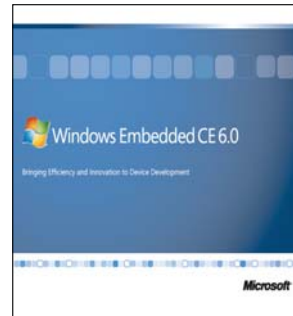 Windows Embedded CE 6.0
Bringing Efficiency and Innovation to Device Development
Microsoft